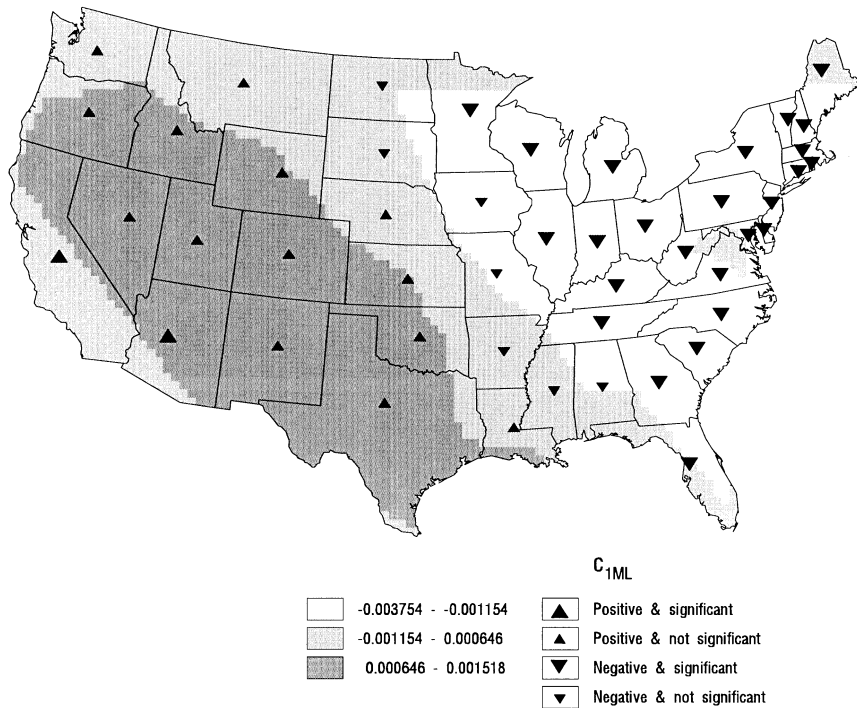 C1ML
-0.003754 - -0.001154
Positive & significant
-0.001154 - 0.000646
Positive & not significant
0.000646 - 0.001518
Negative & significant
Negative & not significant